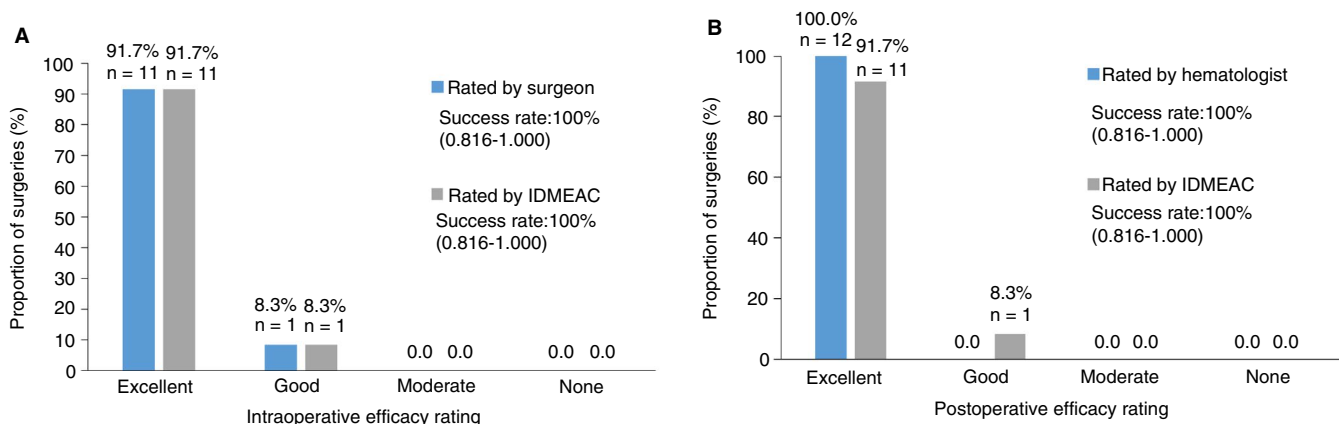 A
91.7% 91.7%
n = 11 n = 11
100
90
80
70
60
50
40
30
20
10
0
Proportion of surgeries (%)
Rated by surgeon
Success rate:100%
(0.816-1.000)
Rated by IDMEAC
Success rate:100%
(0.816-1.000)
8.3% 8.3%
n = 1 n = 1
0.0 0.0
0.0 0.0
Excellent Good Moderate None
Intraoperative efficacy rating
B
100.0%
n = 12
91.7%
n = 11
100
80
60
40
20
0
Proportion of surgeries (%)
Rated by hematologist
Success rate:100%
(0.816-1.000)
Rated by IDMEAC
Success rate:100%
(0.816-1.000)
8.3%
n = 1
0.0
0.0 0.0
0.0 0.0
Excellent Good Moderate None
Postoperative efficacy rating